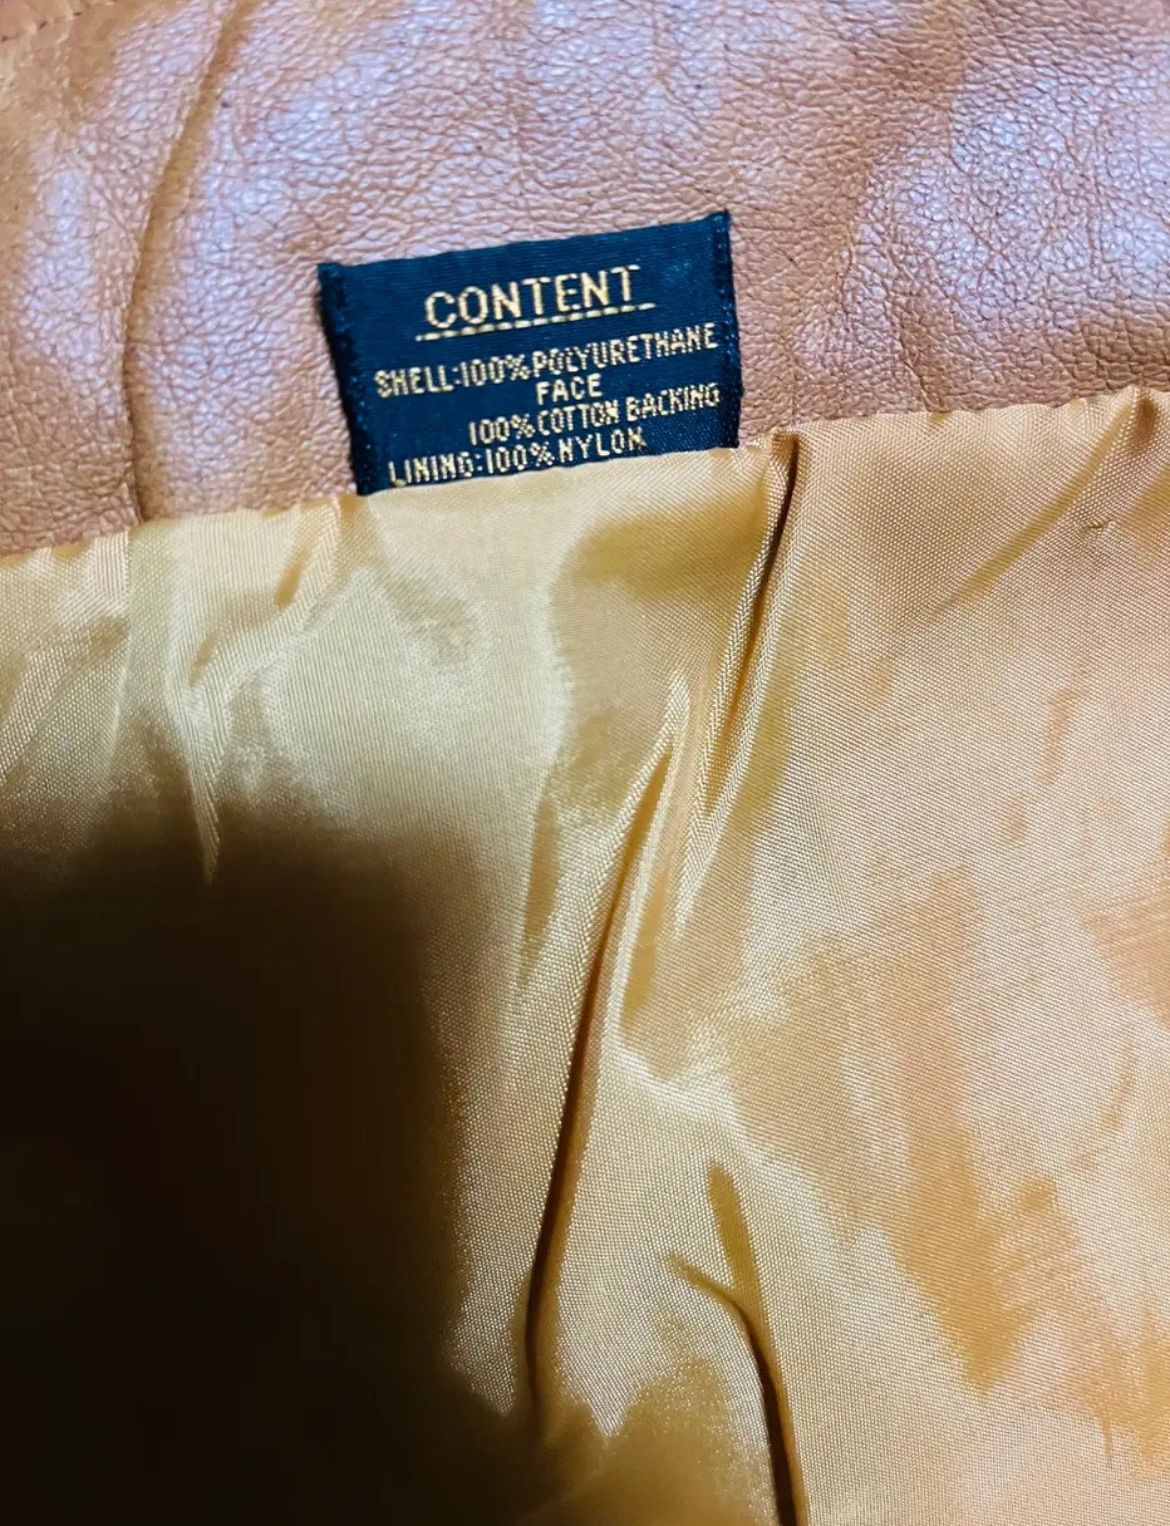 CONTENT
SHELL:100%POLYURETHANE
FACE
100%COTTON BACKING
LINING:100%NYLON